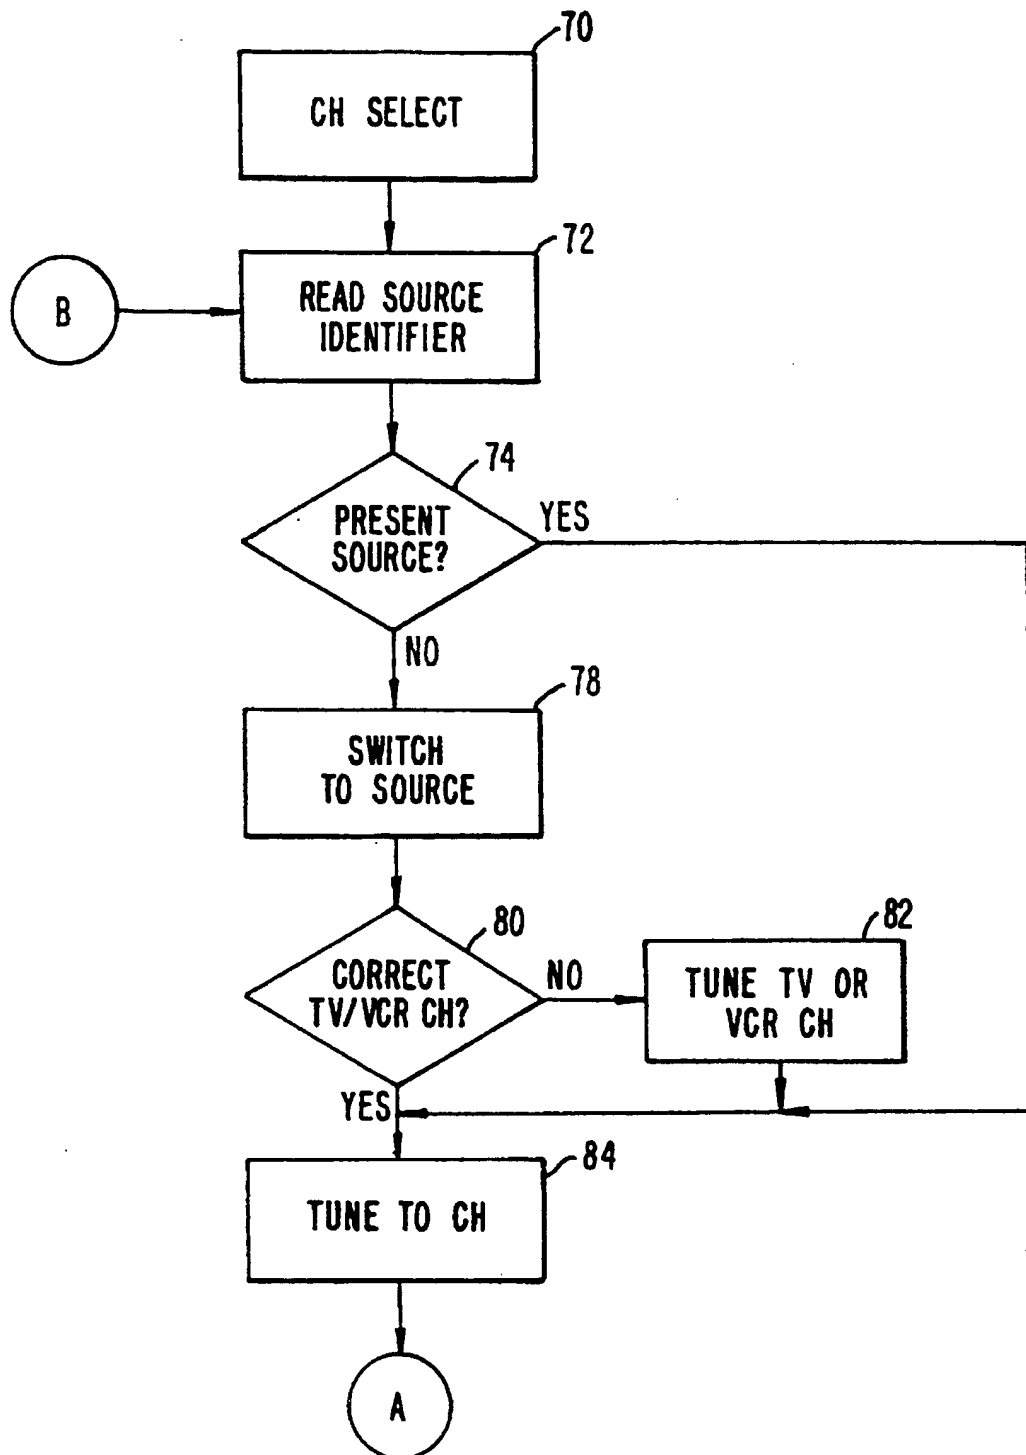 70
CH SELECT
72
B
READ SOURCE
IDENTIFIER
74
PRESENT
SOURCE?
YES
NO
78
SWITCH
TO SOURCE
80
CORRECT
TV/VCR CH?
NO
82
TUNE TV OR
VCR CH
YES
84
TUNE TO CH
A